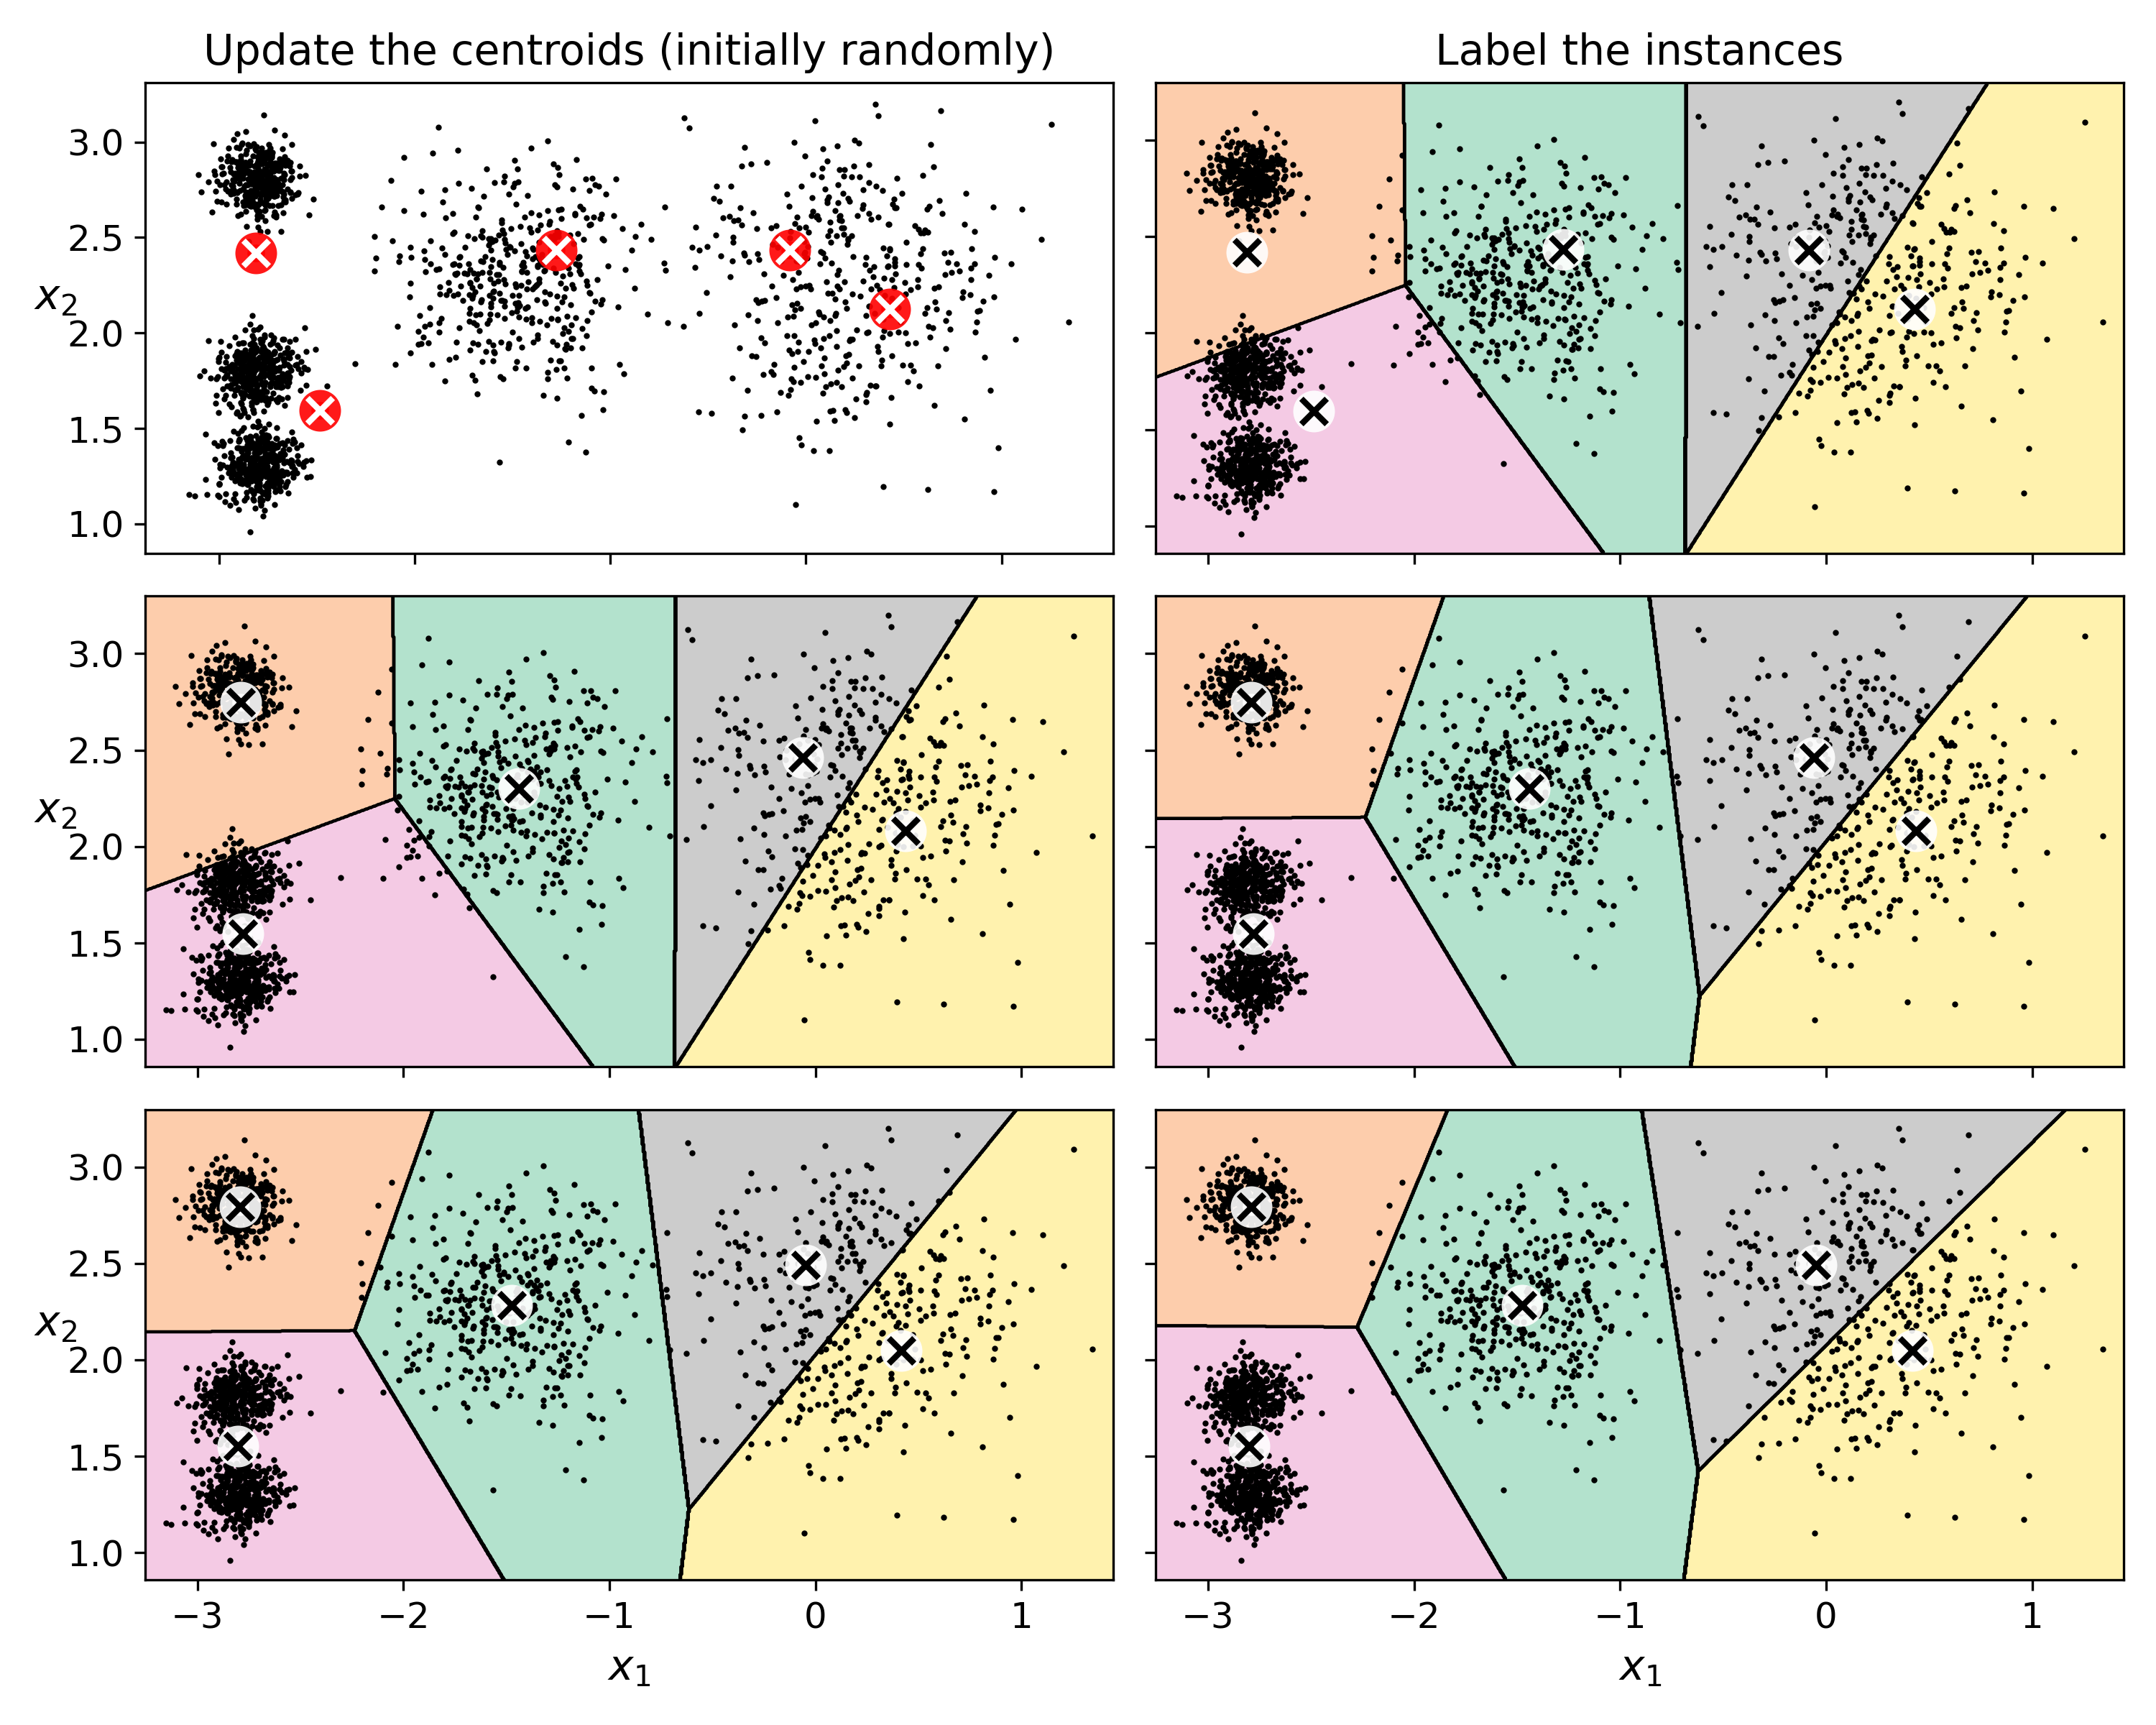 Update the centroids (initially randomly)
Label the instances
3.0
2.5
x₂
2.0
1.5
1.0
3.0
2.5
x₂
2.0
1.5
1.0
3.0
2.5
x₂
2.0
1.5
1.0
−3 −2 −1 0 1
−3 −2 −1 0 1
x₁
x₁